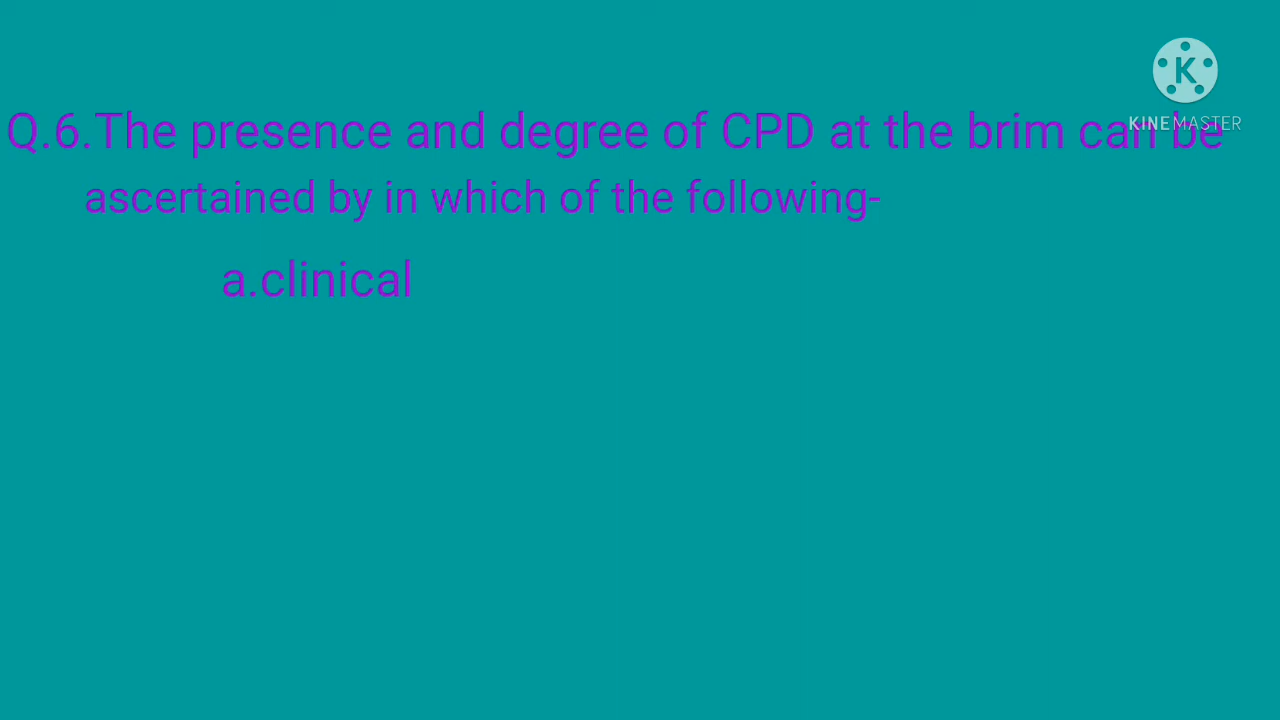 Q.6.The presence and degree of CPD at the brim can be
ascertained by in which of the following-
a.clinical
K
KINEMASTER